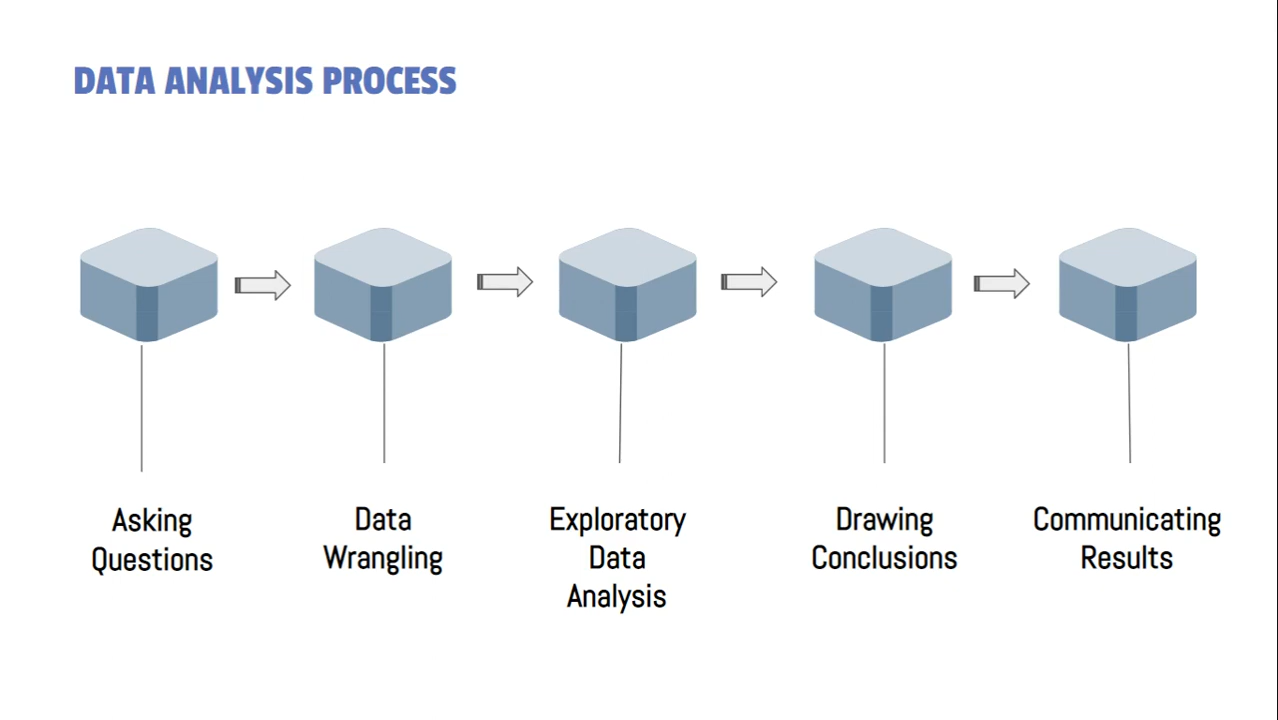 DATA ANALYSIS PROCESS
Asking
Questions
Data
Wrangling
Exploratory
Data
Analysis
Drawing
Conclusions
Communicating
Results